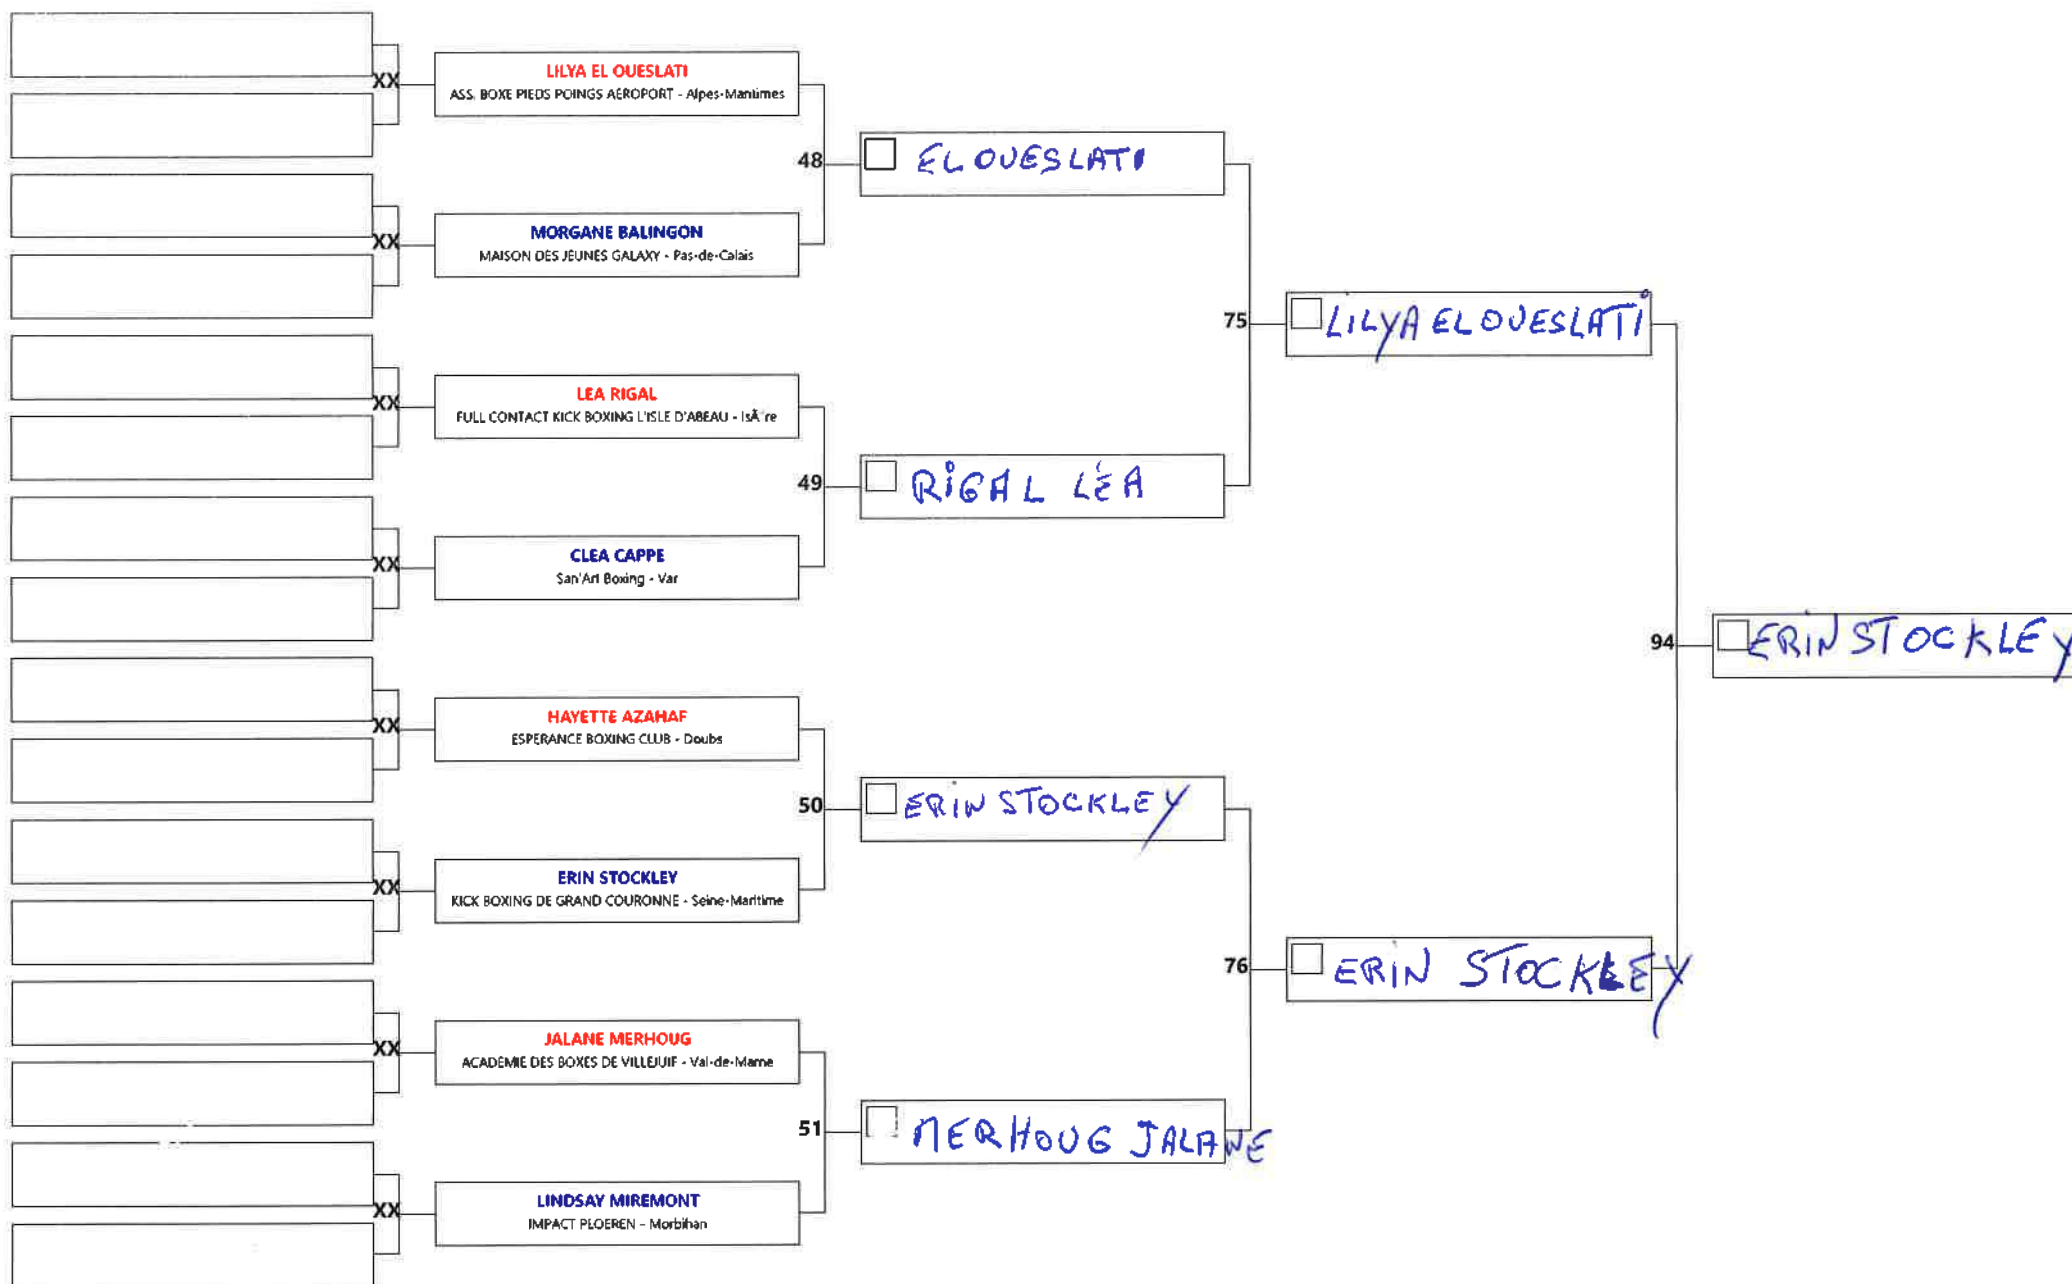 XX
LILYA EL OUESLATI
ASS. BOXE PIEDS POINGS AEROPORT - Alpes-Maritimes
48
EL OUESLATI
XX
MORGANE BALINGON
MAISON DES JEUNES GALAXY - Pas-de-Calais
75
LILYA EL OUESLATI
XX
LEA RIGAL
FULL CONTACT KICK BOXING L'ISLE D'ABEAU - IsÃ¨re
49
RIGAL LÉA
XX
CLEA CAPPE
San'Art Boxing - Var
94
ERIN STOCKLEY
XX
HAYETTE AZAHAF
ESPERANCE BOXING CLUB - Doubs
50
ERIN STOCKLEY
XX
ERIN STOCKLEY
KICK BOXING DE GRAND COURONNE - Seine-Maritime
76
ERIN STOCKLEY
XX
JALANE MERHOUG
ACADEMIE DES BOXES DE VILLEJUIF - Val-de-Marne
51
MERHOUG JALANE
XX
LINDSAY MIREMONT
IMPACT PLOEREN - Morbihan